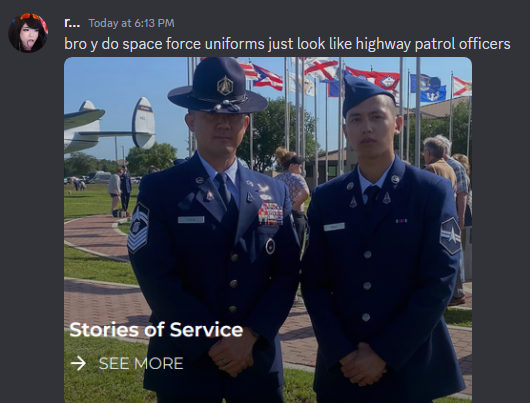 r... Today at 6:13 PM
bro y do space force uniforms just look like highway patrol officers
Stories of Service
→ SEE MORE